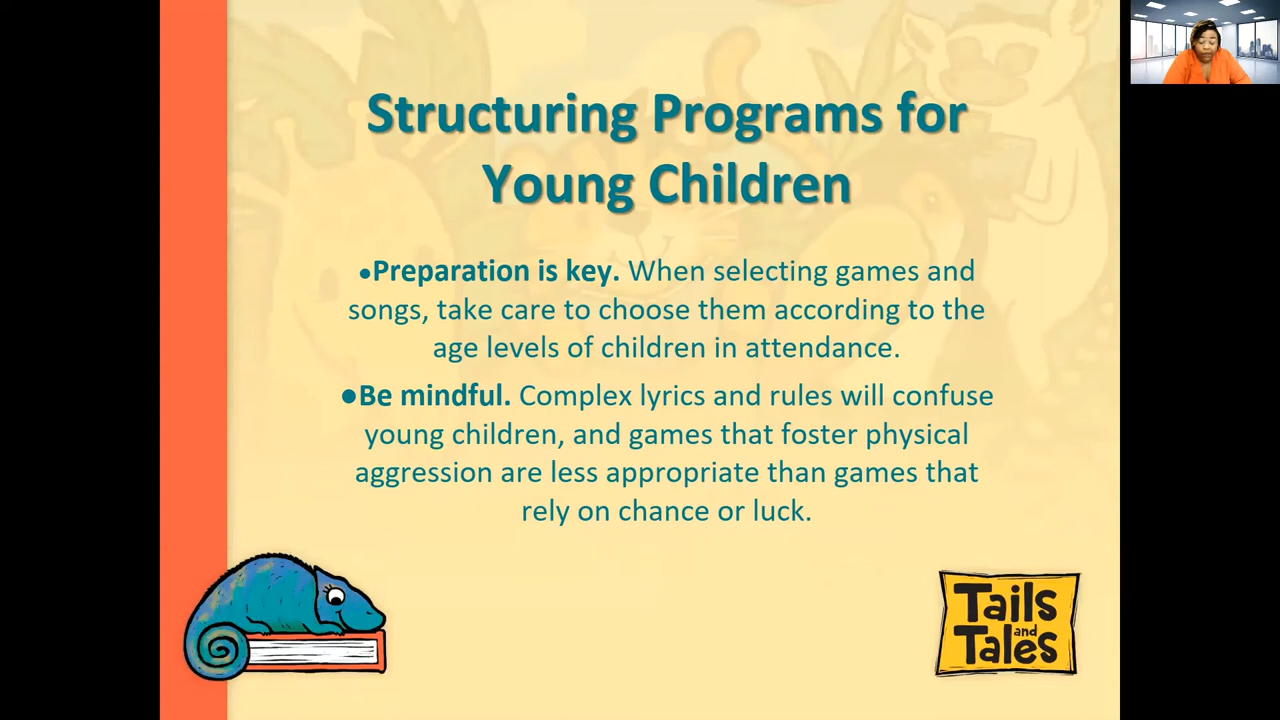 Structuring Programs for
Young Children
●Preparation is key. When selecting games and
songs, take care to choose them according to the
age levels of children in attendance.
●Be mindful. Complex lyrics and rules will confuse
young children, and games that foster physical
aggression are less appropriate than games that
rely on chance or luck.
Tails
and
Tales